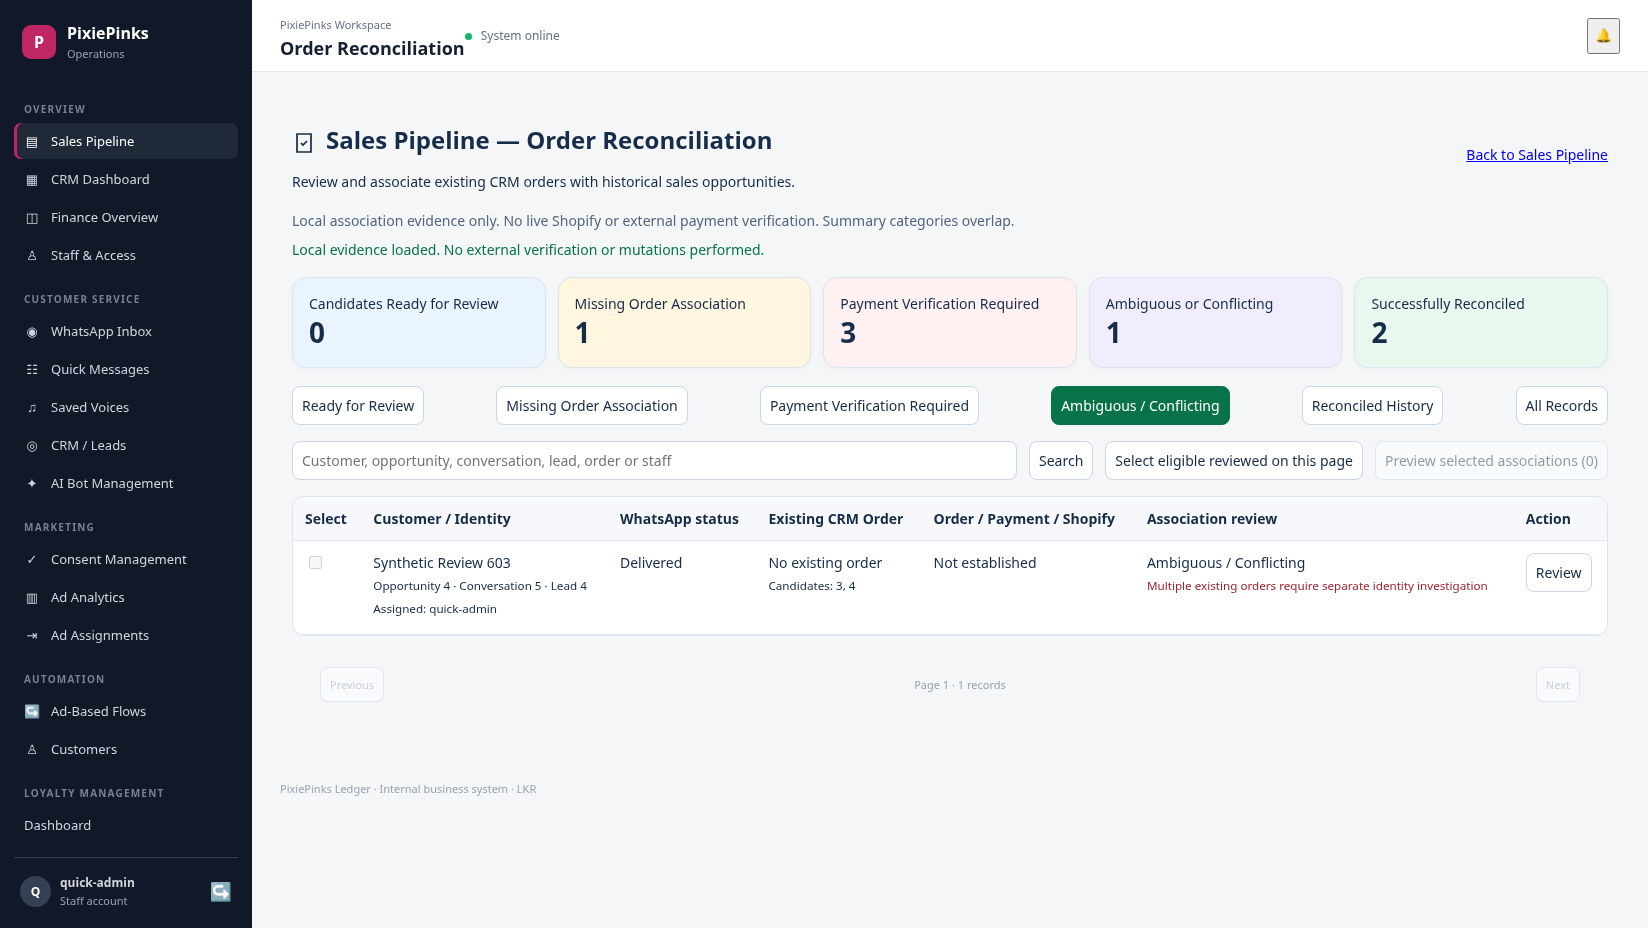 P
PixiePinks
Operations
OVERVIEW
Sales Pipeline
CRM Dashboard
Finance Overview
Staff & Access
CUSTOMER SERVICE
WhatsApp Inbox
Quick Messages
Saved Voices
CRM / Leads
AI Bot Management
MARKETING
Consent Management
Ad Analytics
Ad Assignments
AUTOMATION
Ad-Based Flows
Customers
LOYALTY MANAGEMENT
Dashboard
Q
quick-admin
Staff account
PixiePinks Workspace
Order Reconciliation
System online
Sales Pipeline — Order Reconciliation
Back to Sales Pipeline
Review and associate existing CRM orders with historical sales opportunities.
Local association evidence only. No live Shopify or external payment verification. Summary categories overlap.
Local evidence loaded. No external verification or mutations performed.
Candidates Ready for Review
0
Missing Order Association
1
Payment Verification Required
3
Ambiguous or Conflicting
1
Successfully Reconciled
2
Ready for Review
Missing Order Association
Payment Verification Required
Ambiguous / Conflicting
Reconciled History
All Records
Customer, opportunity, conversation, lead, order or staff
Search
Select eligible reviewed on this page
Preview selected associations (0)
Select
Customer / Identity
WhatsApp status
Existing CRM Order
Order / Payment / Shopify
Association review
Action
Synthetic Review 603
Opportunity 4 · Conversation 5 · Lead 4
Assigned: quick-admin
Delivered
No existing order
Candidates: 3, 4
Not established
Ambiguous / Conflicting
Multiple existing orders require separate identity investigation
Review
Previous
Page 1 · 1 records
Next
PixiePinks Ledger · Internal business system · LKR